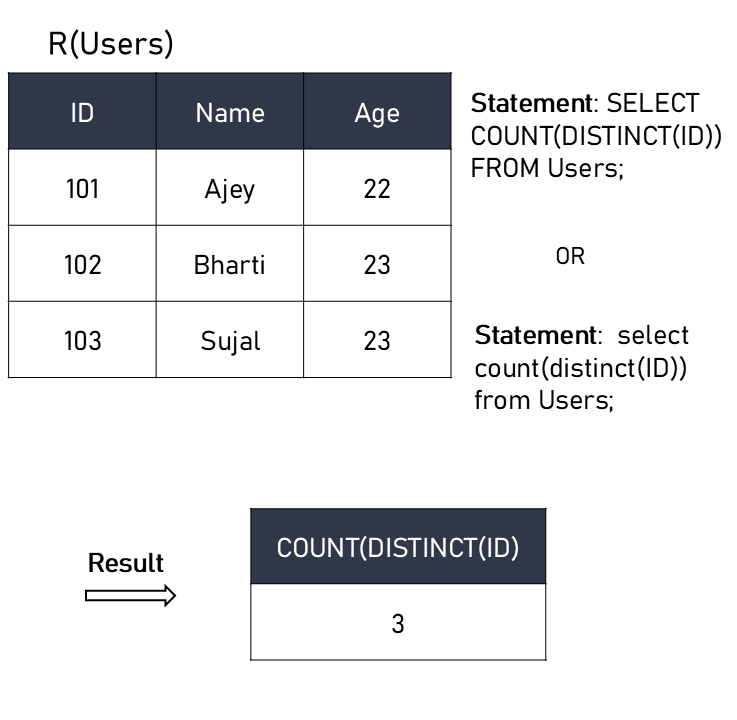 R(Users)
ID Name Age
101 Ajey 22
102 Bharti 23
103 Sujal 23
Statement: SELECT
COUNT(DISTINCT(ID))
FROM Users;
OR
Statement: select
count(distinct(ID))
from Users;
Result
COUNT(DISTINCT(ID)
3